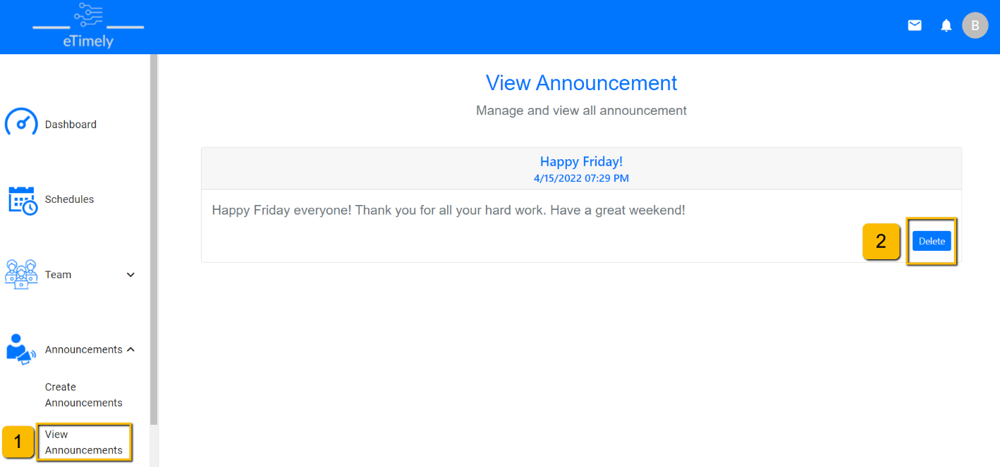 eTimely
B
View Announcement
Manage and view all announcement
Dashboard
Happy Friday!
4/15/2022 07:29 PM
Schedules
Happy Friday everyone! Thank you for all your hard work. Have a great weekend!
2
Delete
Team
Announcements
Create
Announcements
1
View
Announcements